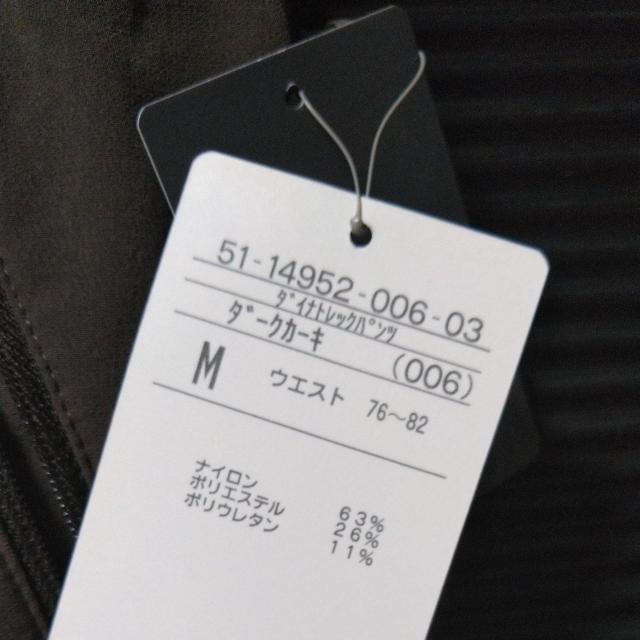 51-14952-006-03
ダイナトレックパンツ
ダークカーキ (006)
M ウエスト 76～82
ナイロン 63%
ポリエステル 26%
ポリウレタン 11%